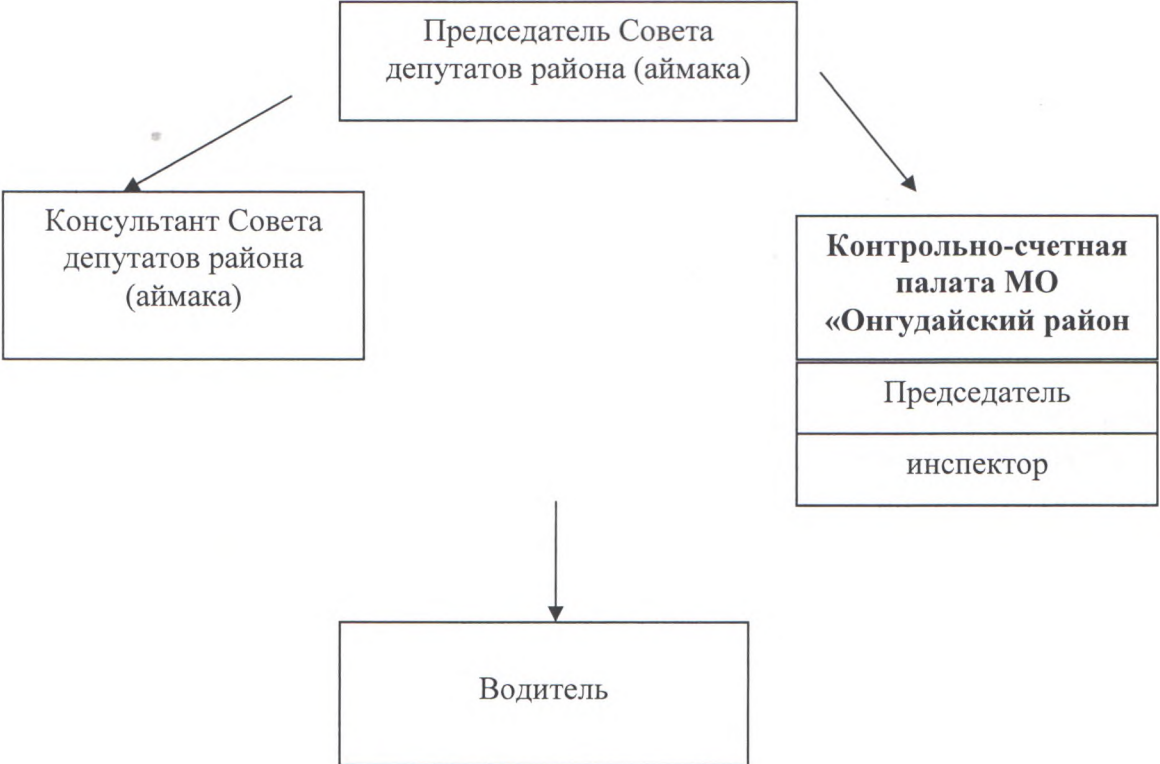 Председатель Совета
депутатов района (аймака)
Консультант Совета
депутатов района
(аймака)
Контрольно-счетная
палата МО
«Онгудайский район
Председатель
инспектор
Водитель